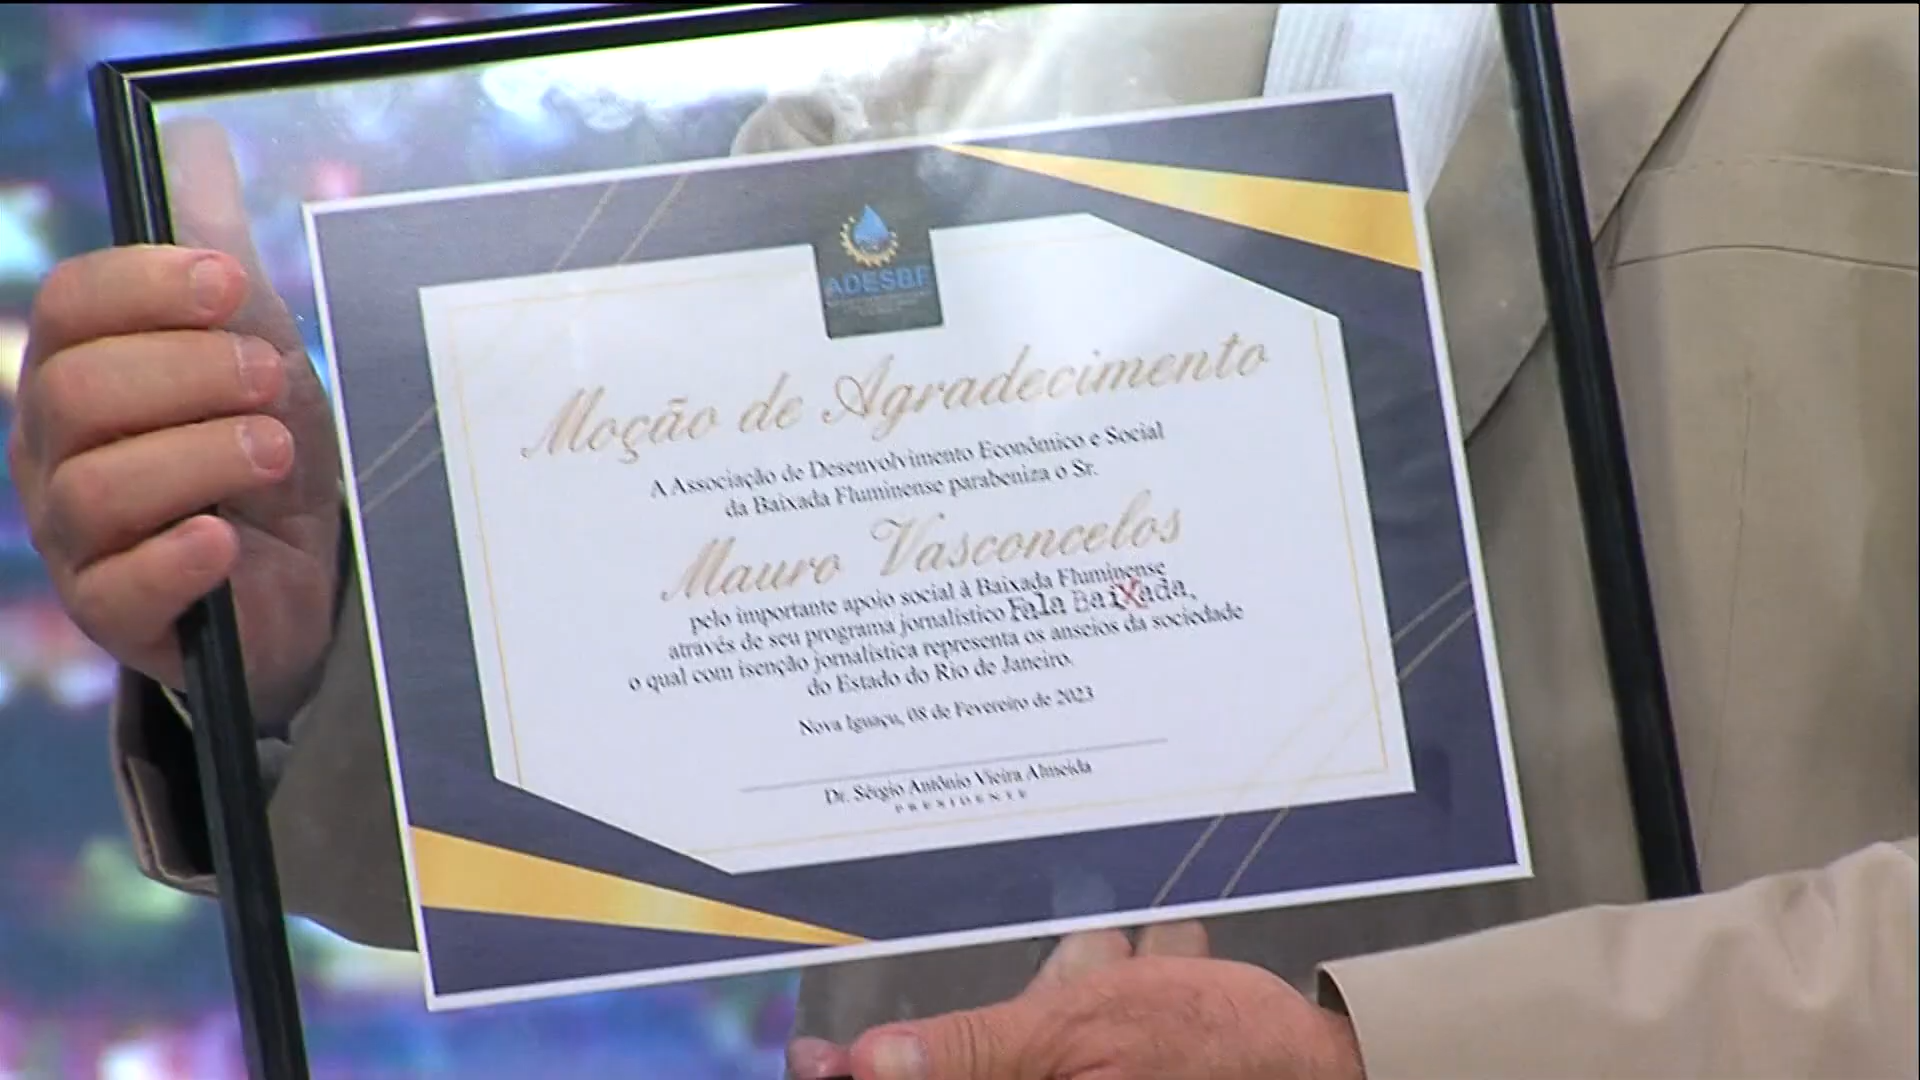 ADESBF
Moção de Agradecimento
A Associação de Desenvolvimento Econômico e Social
da Baixada Fluminense parabeniza o Sr.
Mauro Vasconcelos
pelo importante apoio social à Baixada Fluminense
através de seu programa jornalístico Fala BaiXada,
o qual com isenção jornalística representa os anseios da sociedade
do Estado do Rio de Janeiro.
Nova Iguaçu, 08 de Fevereiro de 2023
Dr. Sérgio Antônio Vieira Almeida
PRESIDENTE